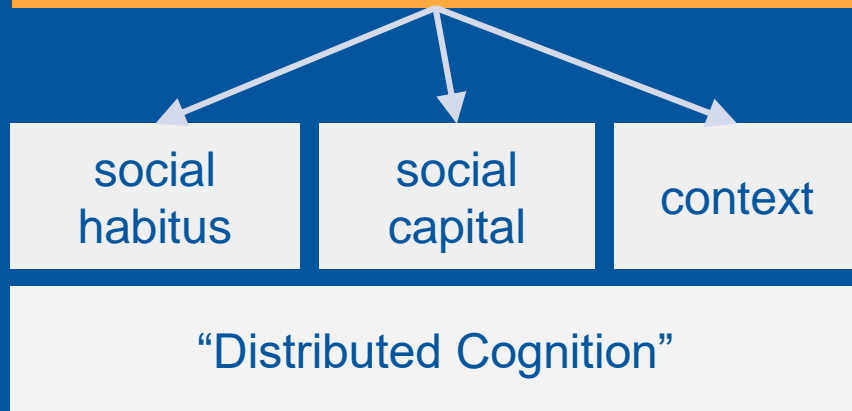 social
habitus
social
capital
context
“Distributed Cognition”